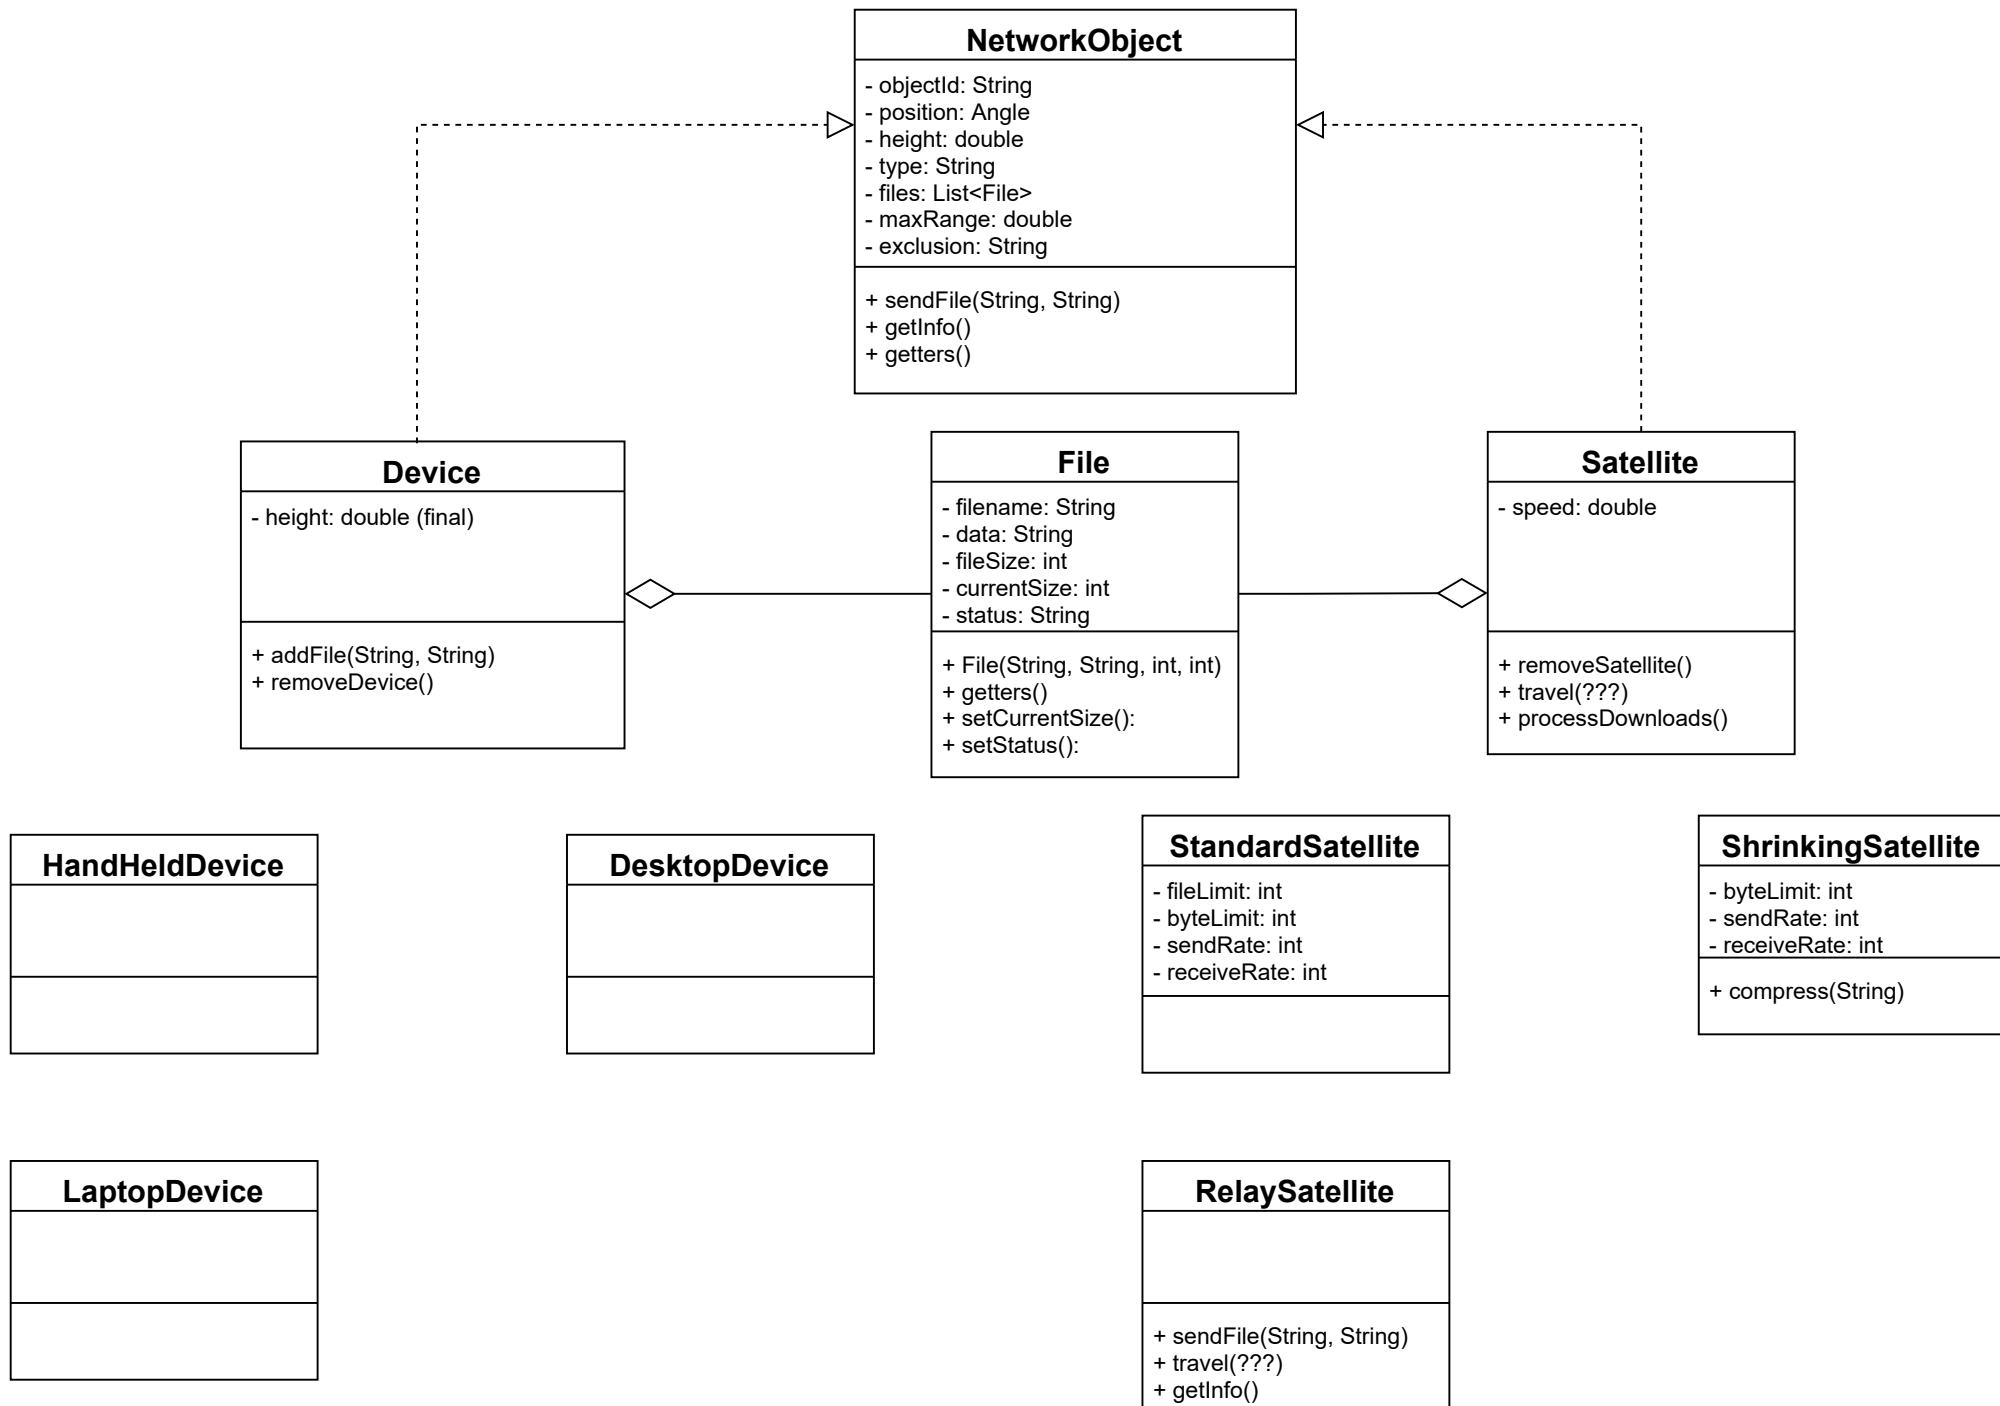 NetworkObject
- objectId: String
- position: Angle
- height: double
- type: String
- files: List<File>
- maxRange: double
- exclusion: String
+ sendFile(String, String)
+ getInfo()
+ getters()
Device
- height: double (final)
+ addFile(String, String)
+ removeDevice()
File
- filename: String
- data: String
- fileSize: int
- currentSize: int
- status: String
+ File(String, String, int, int)
+ getters()
+ setCurrentSize():
+ setStatus():
Satellite
- speed: double
+ removeSatellite()
+ travel(???)
+ processDownloads()
HandHeldDevice
DesktopDevice
StandardSatellite
- fileLimit: int
- byteLimit: int
- sendRate: int
- receiveRate: int
ShrinkingSatellite
- byteLimit: int
- sendRate: int
- receiveRate: int
+ compress(String)
LaptopDevice
RelaySatellite
+ sendFile(String, String)
+ travel(???)
+ getInfo()